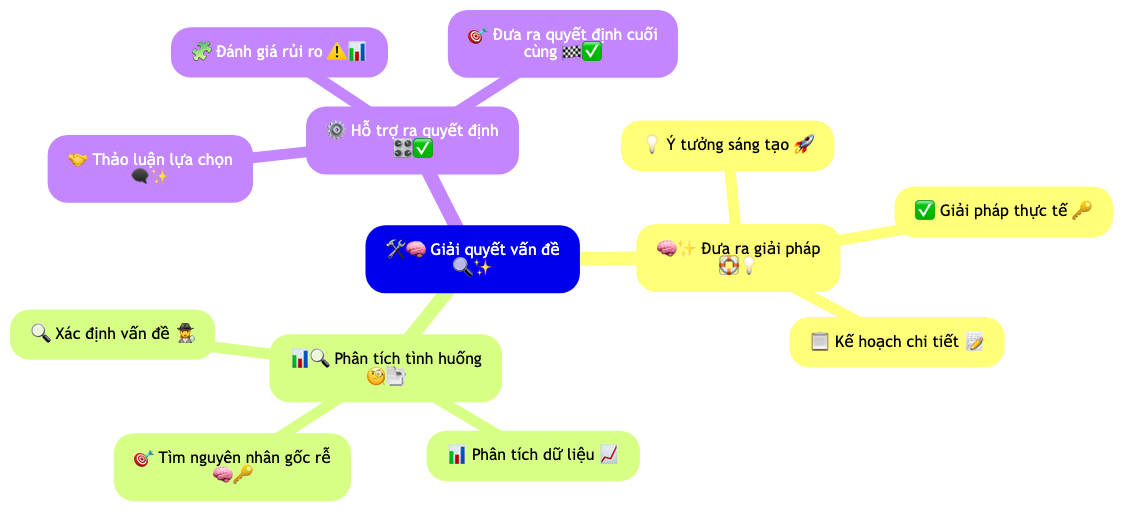 🧩 Đánh giá rủi ro ⚠️📊
🎯 Đưa ra quyết định cuối
cùng 🏁✅
⚙️ Hỗ trợ ra quyết định
🎛️✅
🤝 Thảo luận lựa chọn
🗨️✨
💡 Ý tưởng sáng tạo 🚀
✅ Giải pháp thực tế 🔑
🧠✨ Đưa ra giải pháp
🛟💡
📋 Kế hoạch chi tiết 📝
🛠️🧠 Giải quyết vấn đề
🔍✨
🔍 Xác định vấn đề 🕵️
📊🔍 Phân tích tình huống
🧐📑
🎯 Tìm nguyên nhân gốc rễ
🧠🔑
📊 Phân tích dữ liệu 📈